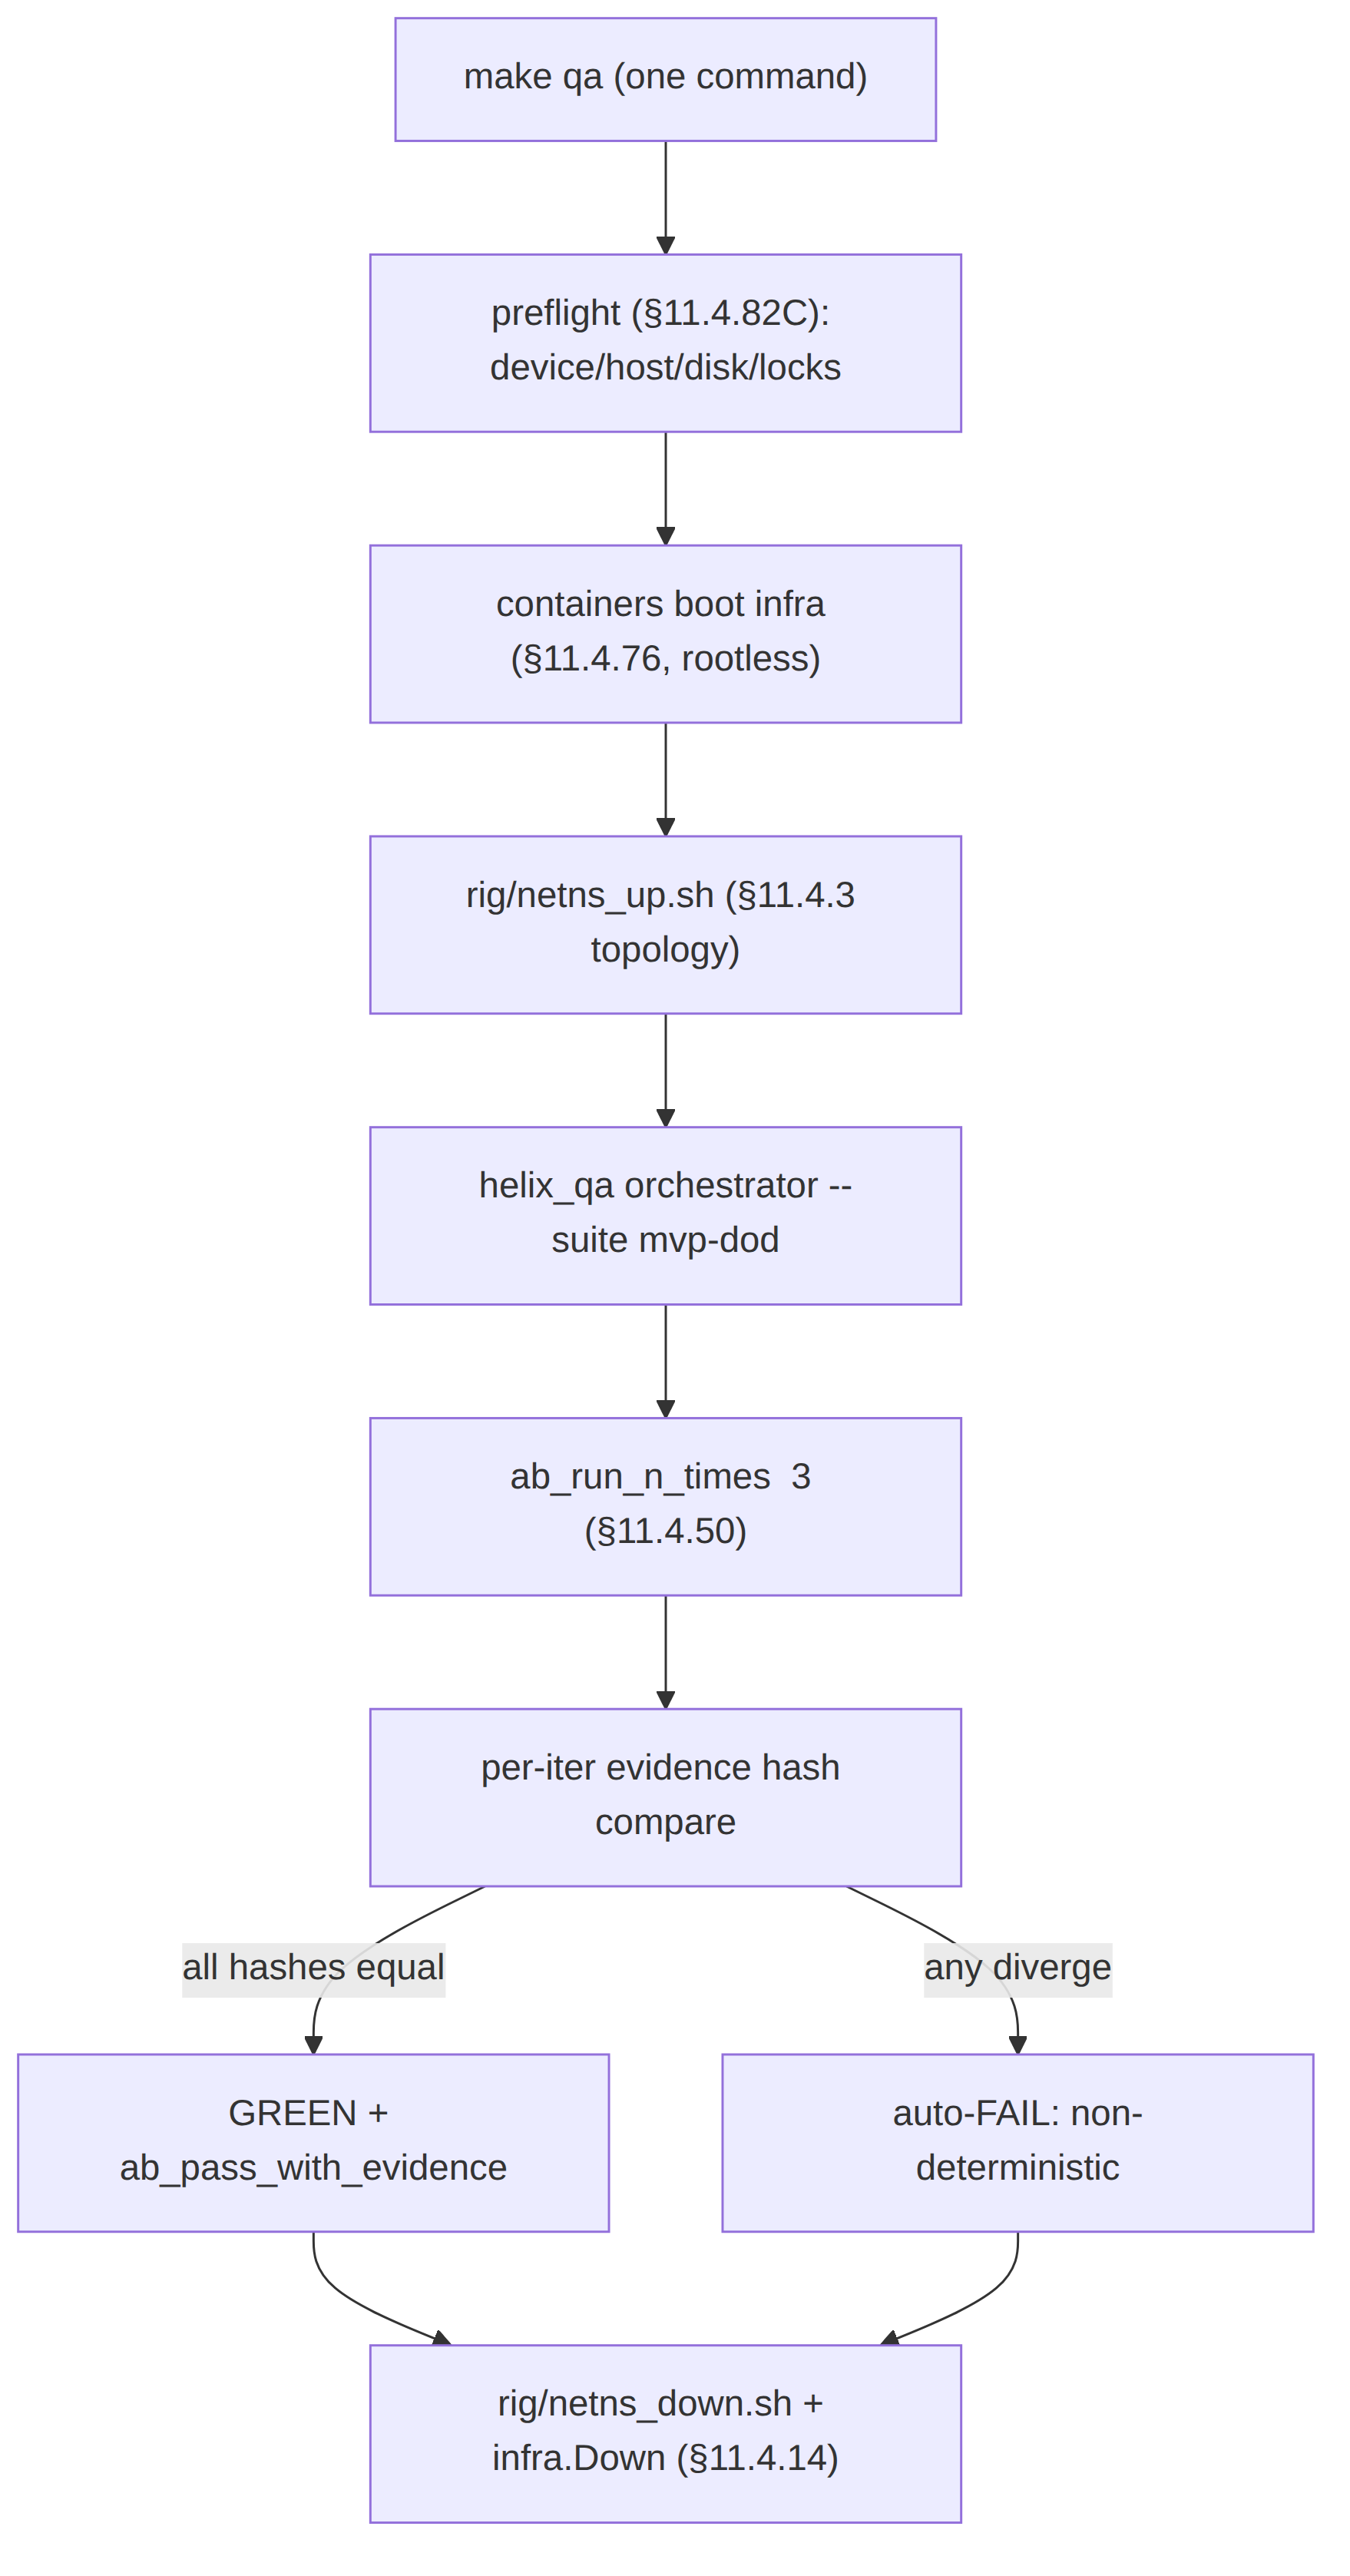 make qa (one command)
preflight (§11.4.82C):
device/host/disk/locks
containers boot infra
(§11.4.76, rootless)
rig/netns_up.sh (§11.4.3
topology)
helix_qa orchestrator --
suite mvp-dod
ab_run_n_times  3
(§11.4.50)
per-iter evidence hash
compare
all hashes equal
any diverge
GREEN +
ab_pass_with_evidence
auto-FAIL: non-
deterministic
rig/netns_down.sh +
infra.Down (§11.4.14)